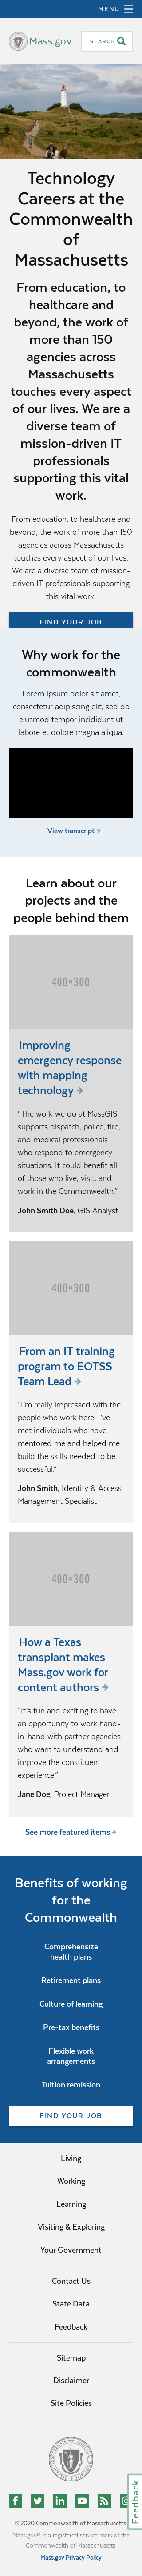 MENU
Mass.gov
SEARCH
Technology
Careers at the
Commonwealth
of
Massachusetts
From education, to
healthcare and
beyond, the work of
more than 150
agencies across
Massachusetts
touches every aspect
of our lives. We are a
diverse team of
mission-driven IT
professionals
supporting this vital
work.
From education, to healthcare and
beyond, the work of more than 150
agencies across Massachusetts
touches every aspect of our lives.
We are a diverse team of mission-
driven IT professionals supporting
this vital work.
FIND YOUR JOB
Why work for the
commonwealth
Lorem ipsum dolor sit amet,
consectetur adipiscing elit, sed do
eiusmod tempor incididunt ut
labore et dolore magna aliqua.
View transcript →
Learn about our
projects and the
people behind them
400×300
Improving
emergency response
with mapping
technology →
“The work we do at MassGIS
supports dispatch, police, fire,
and medical professionals
who respond to emergency
situations. It could benefit all
of those who live, visit, and
work in the Commonwealth.”
John Smith Doe, GIS Analyst
400×300
From an IT training
program to EOTSS
Team Lead →
“I’m really impressed with the
people who work here. I’ve
met individuals who have
mentored me and helped me
build the skills needed to be
successful.”
John Smith, Identity & Access
Management Specialist
400×300
How a Texas
transplant makes
Mass.gov work for
content authors →
“It’s fun and exciting to have
an opportunity to work hand-
in-hand with partner agencies
who want to understand and
improve the constituent
experience.”
Jane Doe, Project Manager
See more featured items →
Benefits of working
for the
Commonwealth
Comprehensize
health plans
Retirement plans
Culture of learning
Pre-tax benefits
Flexible work
arrangements
Tuition remission
FIND YOUR JOB
Living
Working
Learning
Visiting & Exploring
Your Government
Contact Us
State Data
Feedback
Sitemap
Disclaimer
Site Policies
Feedback
© 2020 Commonwealth of Massachusetts.
Mass.gov® is a registered service mark of the
Commonwealth of Massachusetts.
Mass.gov Privacy Policy